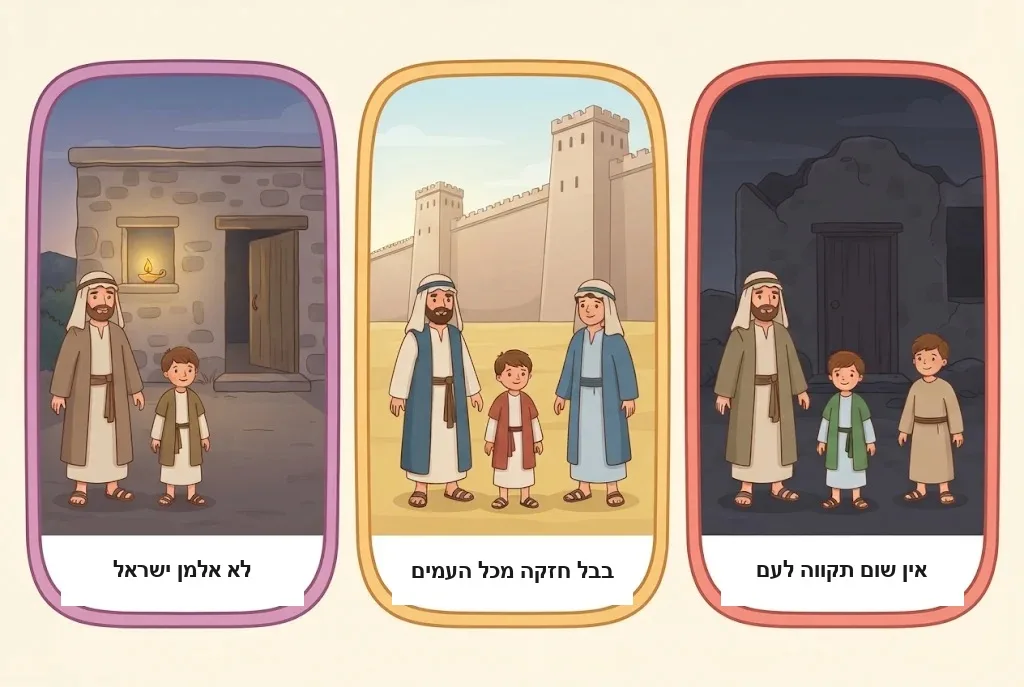 אין שום תקווה לעם
בבל חזקה מכל העמים
לא אלמן ישראל